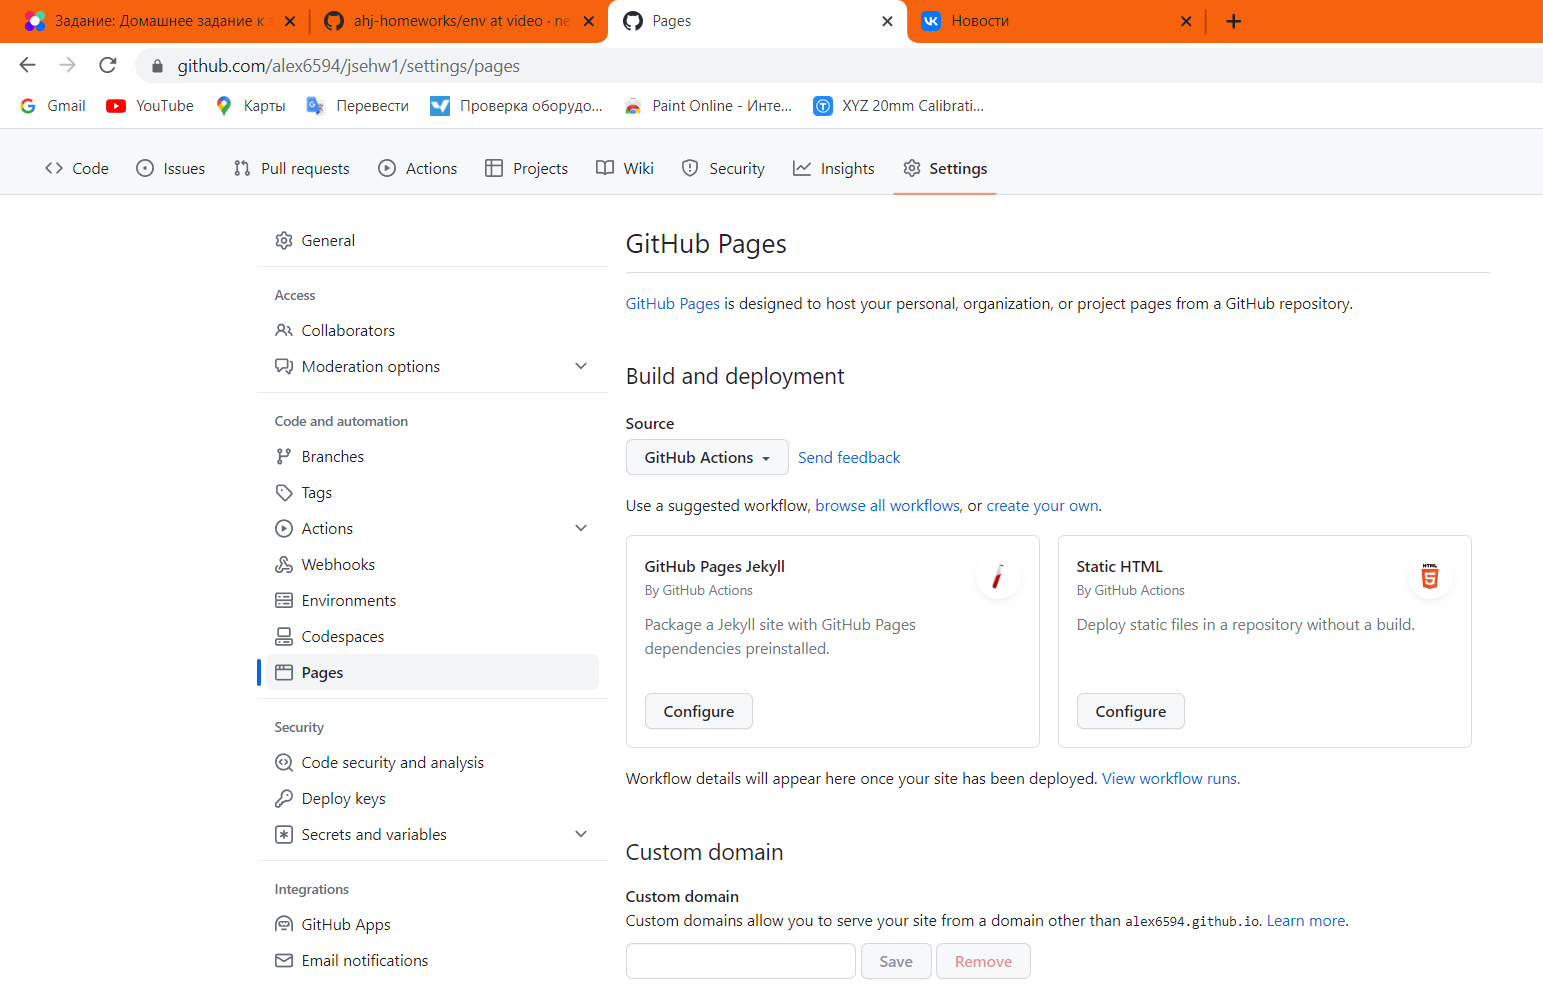 Задание: Домашнее задание к з
ahj-homeworks/env at video · ne
Pages
Новости
github.com/alex6594/jsehw1/settings/pages
Gmail
YouTube
Карты
Перевести
Проверка оборудо...
Paint Online - Инте...
XYZ 20mm Calibrati...
Code
Issues
Pull requests
Actions
Projects
Wiki
Security
Insights
Settings
General
Access
Collaborators
Moderation options
Code and automation
Branches
Tags
Actions
Webhooks
Environments
Codespaces
Pages
Security
Code security and analysis
Deploy keys
Secrets and variables
Integrations
GitHub Apps
Email notifications
GitHub Pages
GitHub Pages is designed to host your personal, organization, or project pages from a GitHub repository.
Build and deployment
Source
GitHub Actions
Send feedback
Use a suggested workflow, browse all workflows, or create your own.
GitHub Pages Jekyll
By GitHub Actions
Package a Jekyll site with GitHub Pages
dependencies preinstalled.
Configure
Static HTML
By GitHub Actions
HTML
5
Deploy static files in a repository without a build.
Configure
Workflow details will appear here once your site has been deployed. View workflow runs.
Custom domain
Custom domain
Custom domains allow you to serve your site from a domain other than alex6594.github.io. Learn more.
Save
Remove